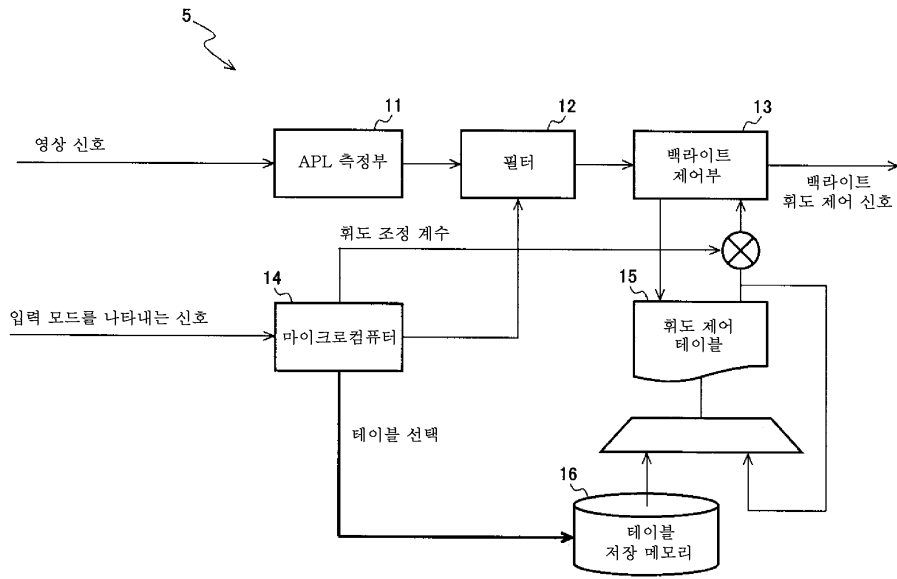 5
11
12
13
영상 신호
APL 측정부
필터
백라이트
제어부
백라이트
휘도 제어 신호
휘도 조정 계수
14
15
입력 모드를 나타내는 신호
마이크로컴퓨터
휘도 제어
테이블
테이블 선택
16
테이블
저장 메모리